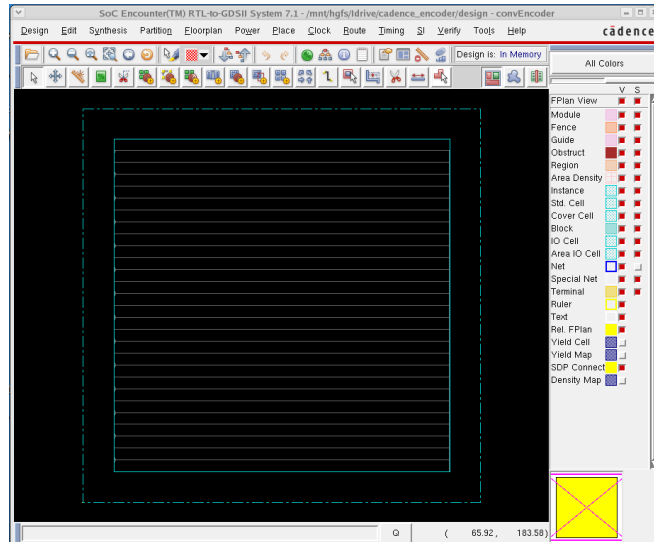 SoC Encounter(TM) RTL-to-GDSII System 7.1 - /mnt/hgfs/Idrive/cadence_encoder/design - convEncoder
Design Edit Synthesis Partition Floorplan Power Place Clock Route Timing SI Verify Tools Help cādence
Design is: In Memory
All Colors
V S
FPlan View
Module
Fence
Guide
Obstruct
Region
Area Density
Instance
Std. Cell
Cover Cell
Block
IO Cell
Area IO Cell
Net
Special Net
Terminal
Ruler
Text
Rel. FPlan
Yield Cell
Yield Map
SDP Connect
Density Map
Q ( 65.92, 183.58)